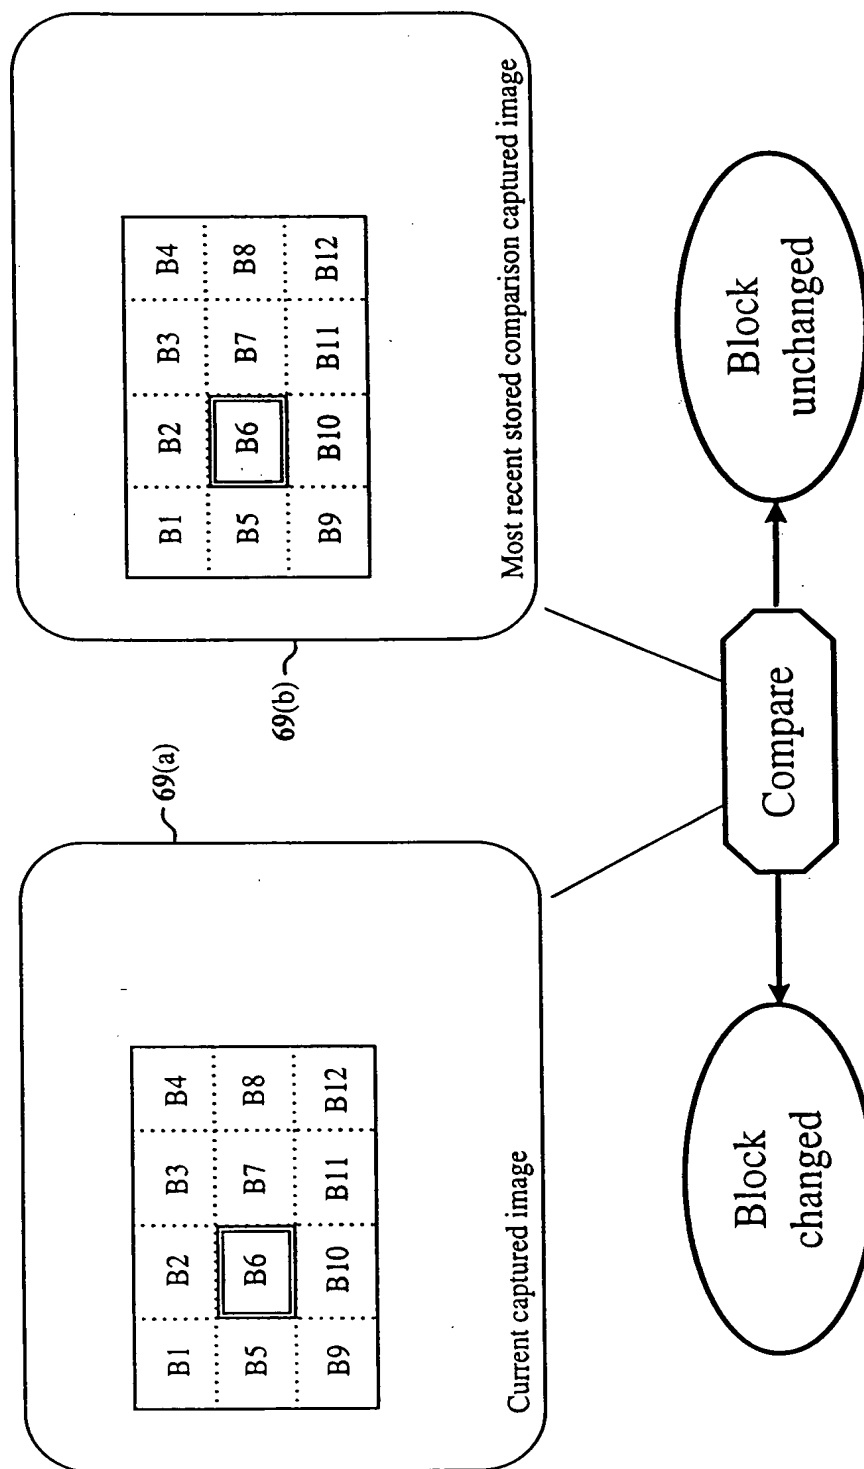 69(a)
B1 B2 B3 B4
B5 B6 B7 B8
B9 B10 B11 B12
Current captured image
69(b)
B1 B2 B3 B4
B5 B6 B7 B8
B9 B10 B11 B12
Most recent stored comparison captured image
Compare
Block
changed
Block
unchanged